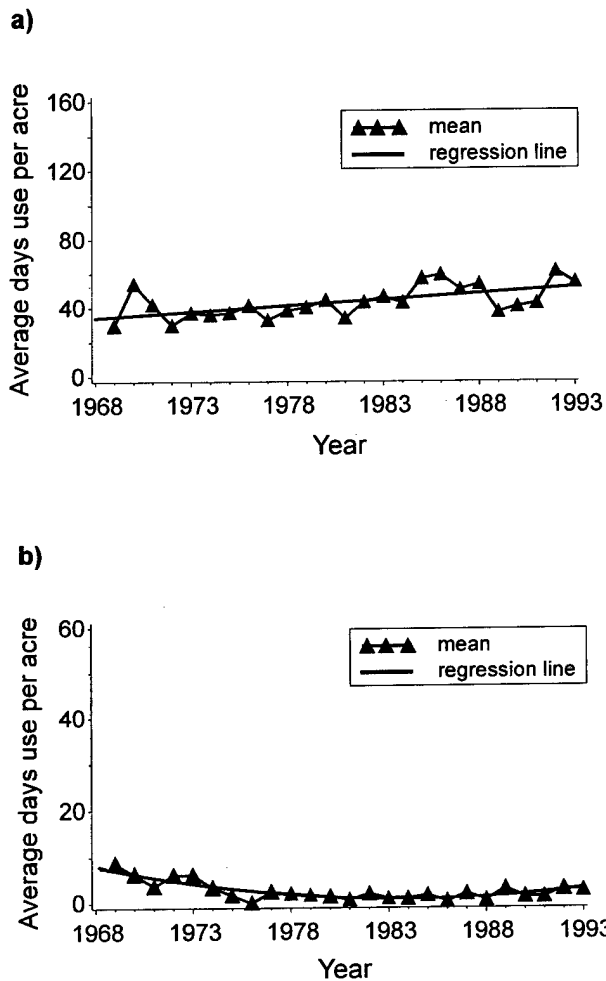 a)
Average days use per acre
160
120
80
40
0
mean
regression line
1968 1973 1978 1983 1988 1993
Year
b)
Average days use per acre
60
40
20
0
mean
regression line
1968 1973 1978 1983 1988 1993
Year